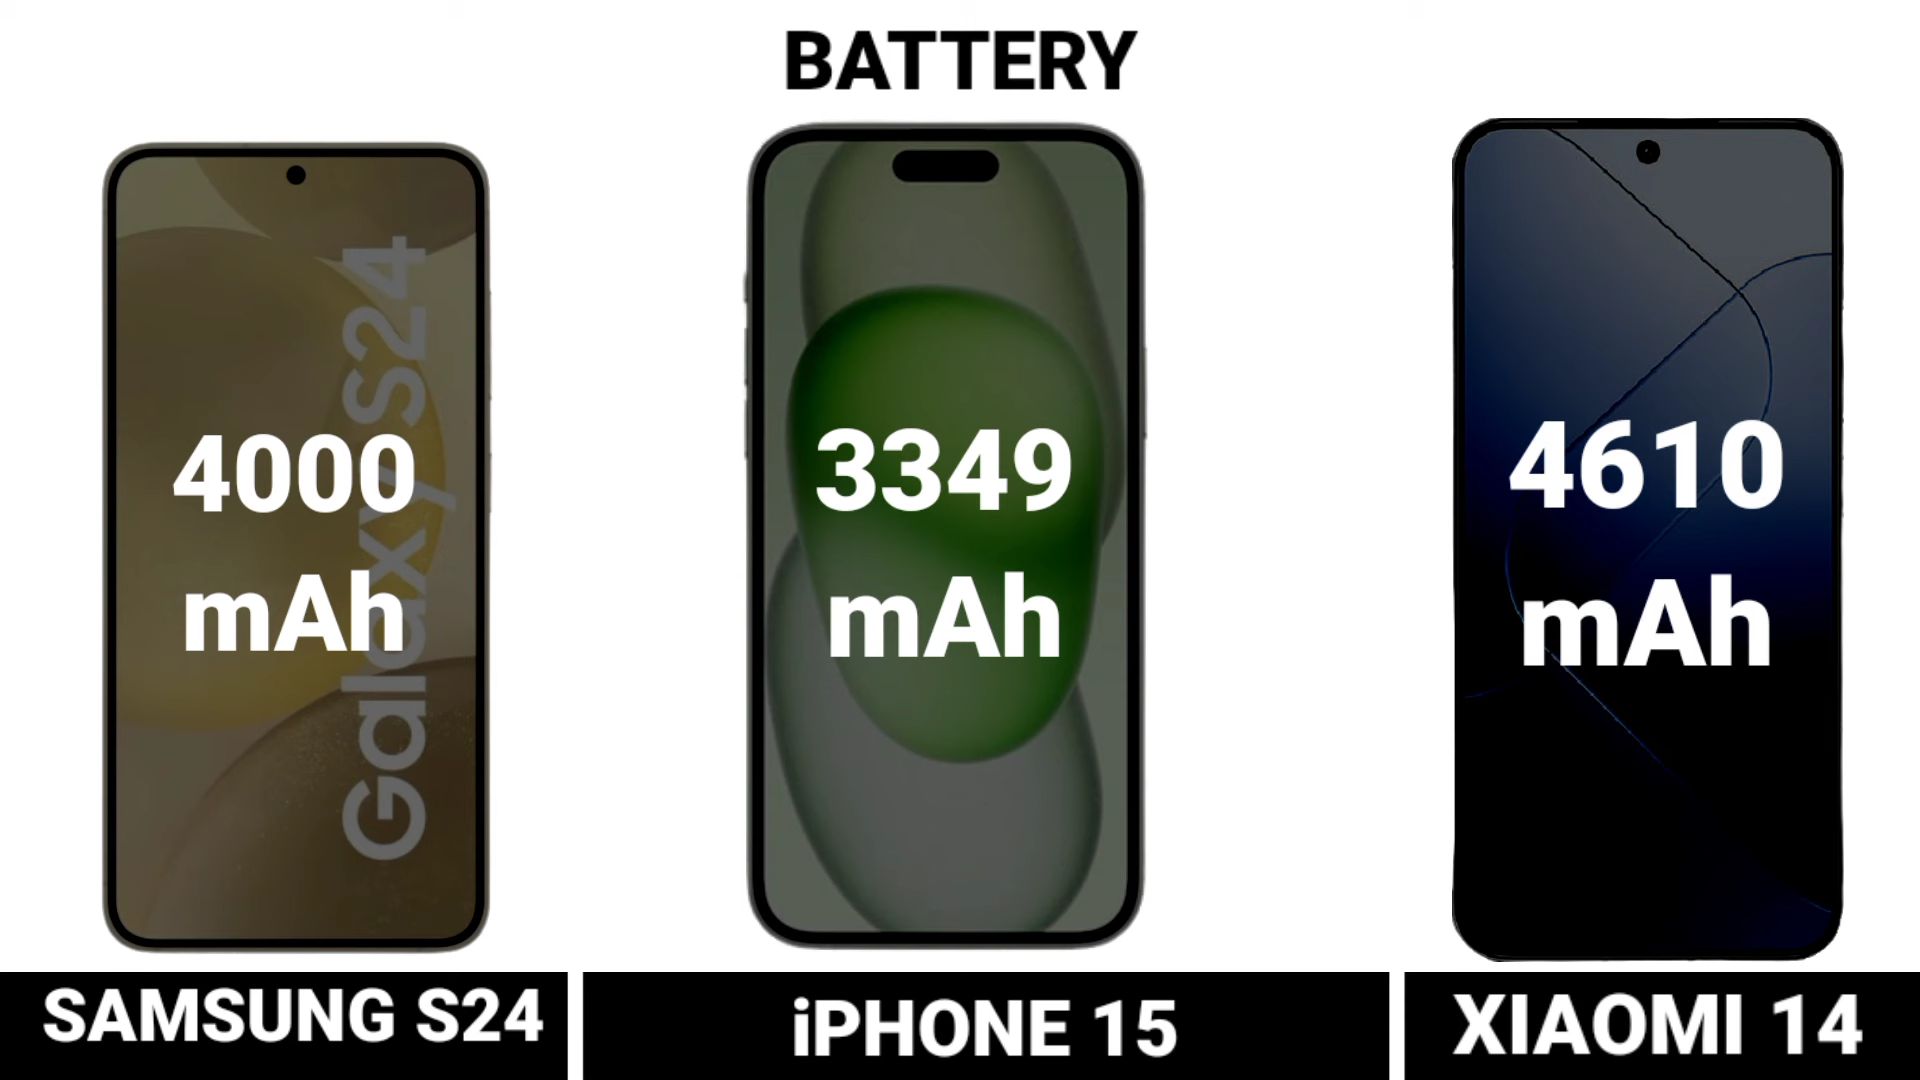 BATTERY
Galaxy S24
4000
mAh
3349
mAh
4610
mAh
SAMSUNG S24
iPHONE 15
XIAOMI 14